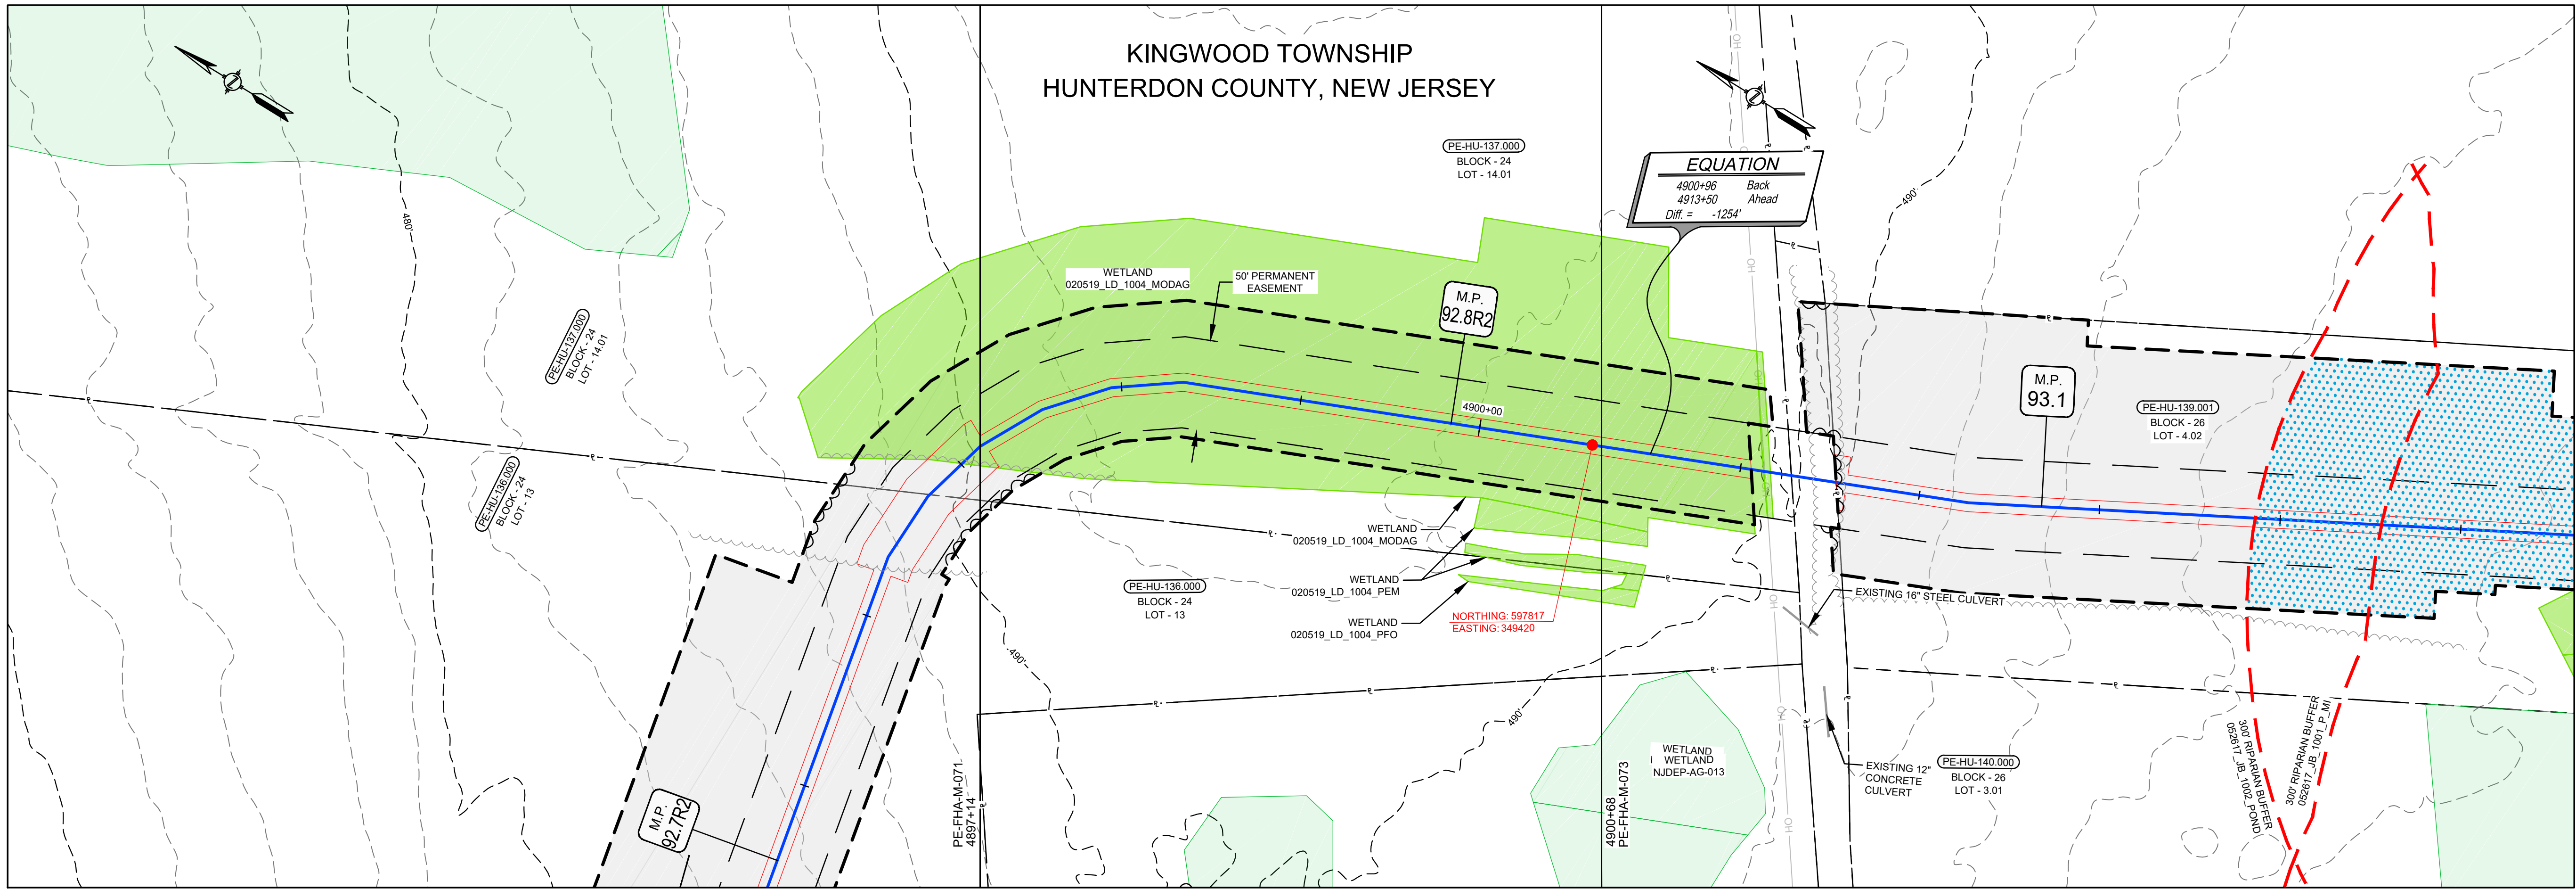 KINGWOOD TOWNSHIP
HUNTERDON COUNTY, NEW JERSEY
PE-HU-137.000
BLOCK - 24
LOT - 14.01
EQUATION
4900+96 Back
4913+50 Ahead
Diff. = -1254'
OH
OH
OH
OH
OH
490'
480'
WETLAND
020519_LD_1004_MODAG
50' PERMANENT
EASEMENT
M.P.
92.8R2
PE-HU-137.000
BLOCK - 24
LOT - 14.01
4900+00
M.P.
93.1
PE-HU-139.001
BLOCK - 26
LOT - 4.02
PE-HU-136.000
BLOCK - 24
LOT - 13
WETLAND
020519_LD_1004_MODAG
WETLAND
020519_LD_1004_PEM
WETLAND
020519_LD_1004_PFO
PE-HU-136.000
BLOCK - 24
LOT - 13
NORTHING: 597817
EASTING: 349420
EXISTING 16" STEEL CULVERT
490'
490'
WETLAND
WETLAND
NJDEP-AG-013
EXISTING 12"
CONCRETE
CULVERT
PE-HU-140.000
BLOCK - 26
LOT - 3.01
300' RIPARIAN BUFFER
052617_JB_1002_POND
300' RIPARIAN BUFFER
052617_JB_1001_P_MI
M.P.
92.7R2
PE-FHA-M-071
4897+14
4900+68
PE-FHA-M-073